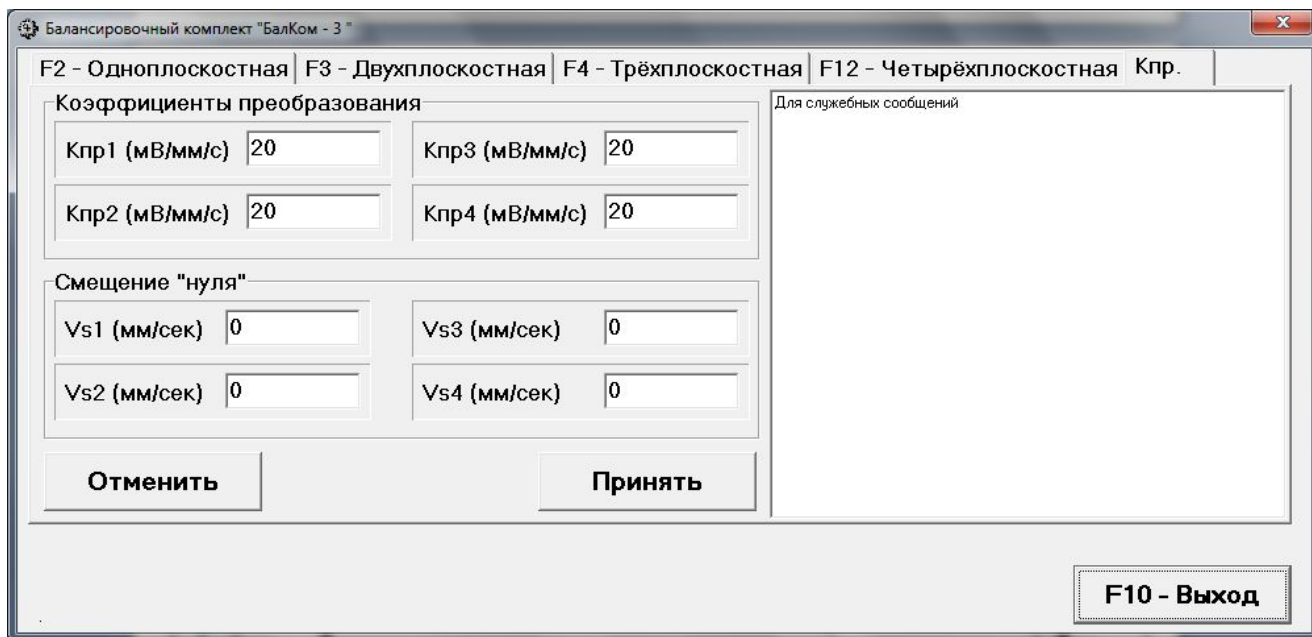 Балансировочный комплект "БалКом - 3 "
F2 - Одноплоскостная F3 - Двухплоскостная F4 - Трёхплоскостная F12 - Четырёхплоскостная Кпр.
Коэффициенты преобразования
Кпр1 (мВ/мм/с) 20 Кпр3 (мВ/мм/с) 20
Кпр2 (мВ/мм/с) 20 Кпр4 (мВ/мм/с) 20
Смещение "нуля"
Vs1 (мм/сек) 0 Vs3 (мм/сек) 0
Vs2 (мм/сек) 0 Vs4 (мм/сек) 0
Отменить Принять
Для служебных сообщений
F10 - Выход